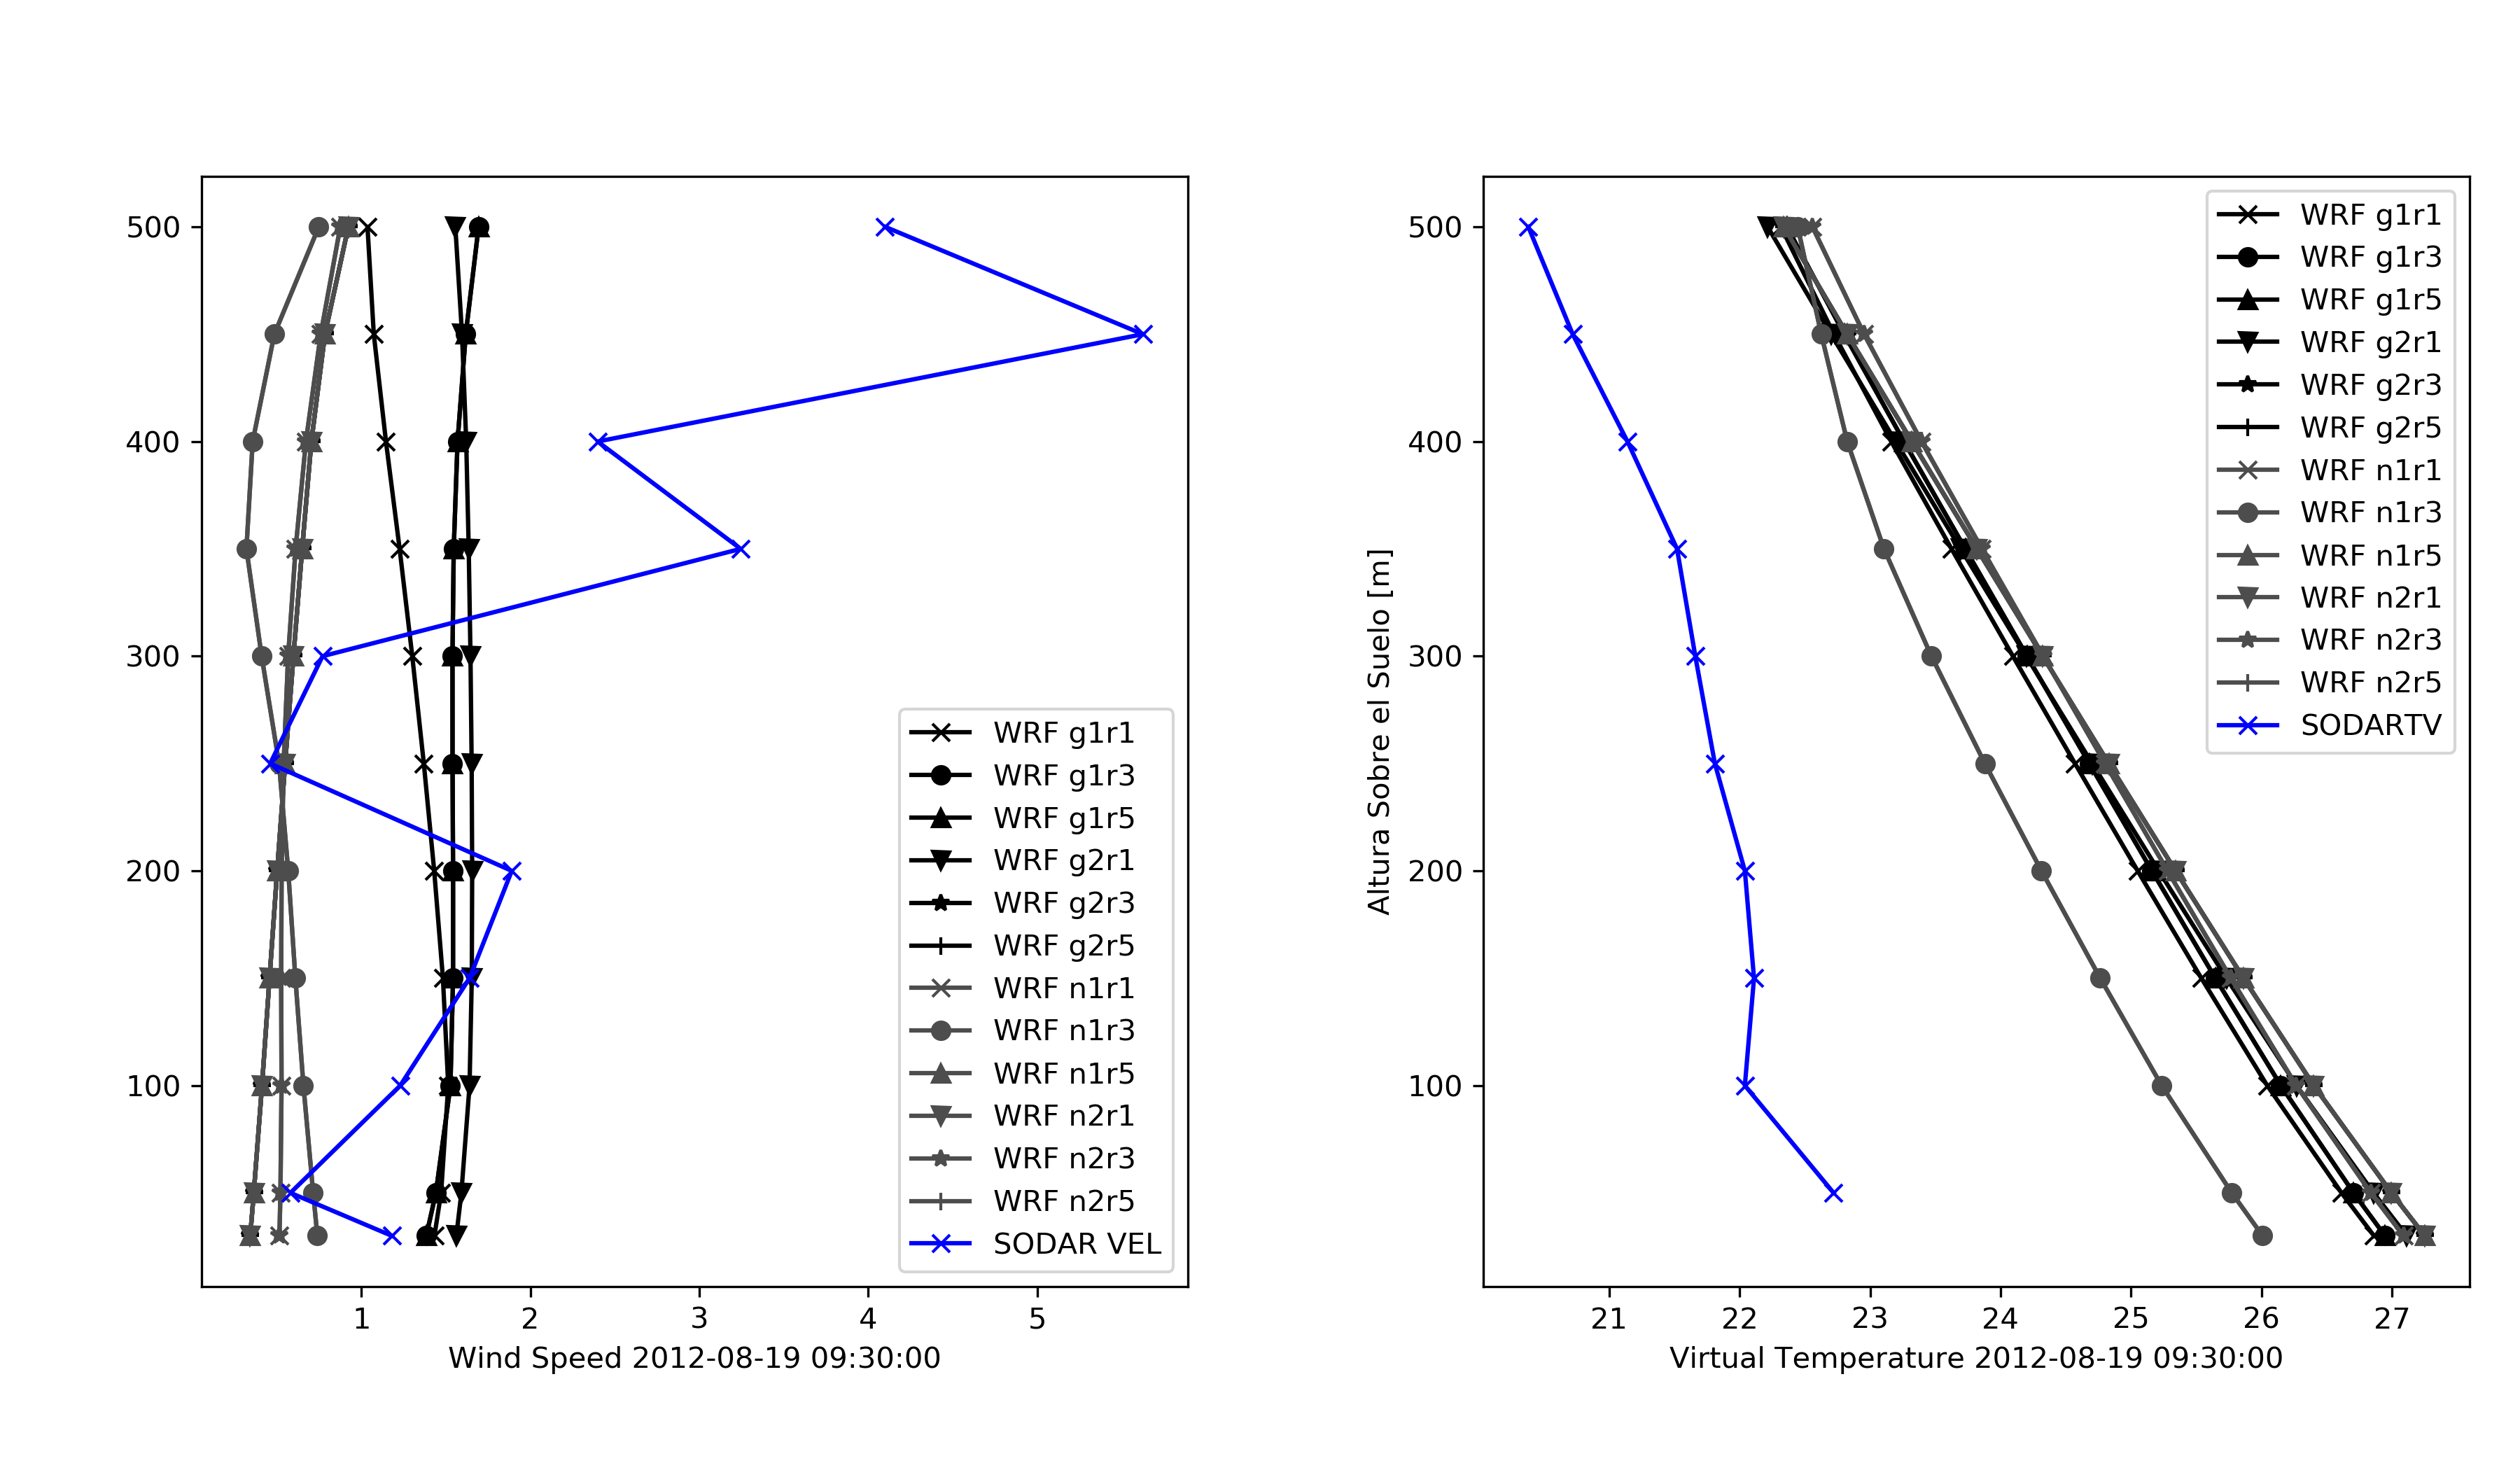 500
400
300
200
100
1 2 3 4 5
Wind Speed 2012-08-19 09:30:00
WRF g1r1
WRF g1r3
WRF g1r5
WRF g2r1
WRF g2r3
WRF g2r5
WRF n1r1
WRF n1r3
WRF n1r5
WRF n2r1
WRF n2r3
WRF n2r5
SODAR VEL
Altura Sobre el Suelo [m]
500
400
300
200
100
21 22 23 24 25 26 27
Virtual Temperature 2012-08-19 09:30:00
WRF g1r1
WRF g1r3
WRF g1r5
WRF g2r1
WRF g2r3
WRF g2r5
WRF n1r1
WRF n1r3
WRF n1r5
WRF n2r1
WRF n2r3
WRF n2r5
SODARTV